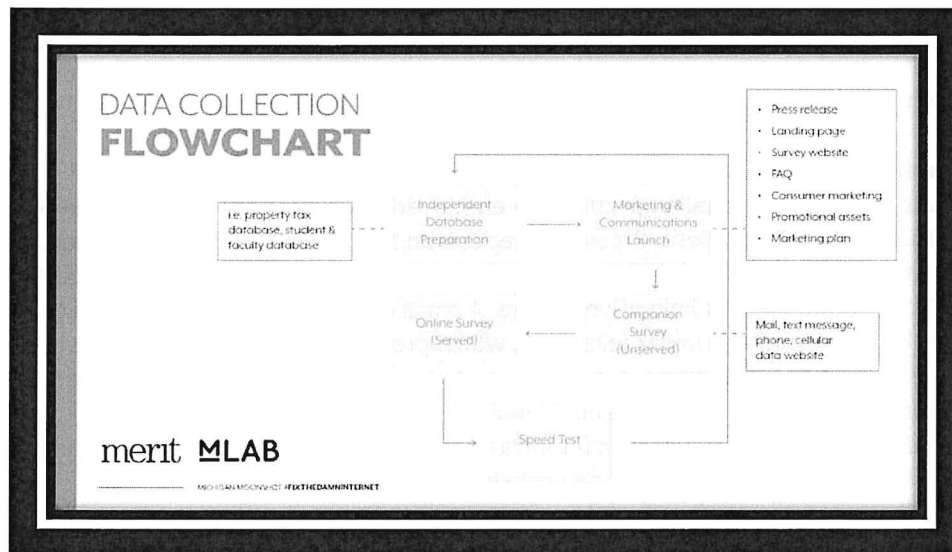 DATA COLLECTION
FLOWCHART
i.e. property tax
database, student &
faculty database
Independent
Database
Preparation
Marketing &
Communications
Launch
• Press release
• Landing page
• Survey website
• FAQ
• Consumer marketing
• Promotional assets
• Marketing plan
Online Survey
(Served)
Companion
Survey
(Unserved)
Mail, text message,
phone, cellular
data website
Speed Test
merit MLAB
MICHIGAN MOONSHOT #FIXTHEDAMNINTERNET